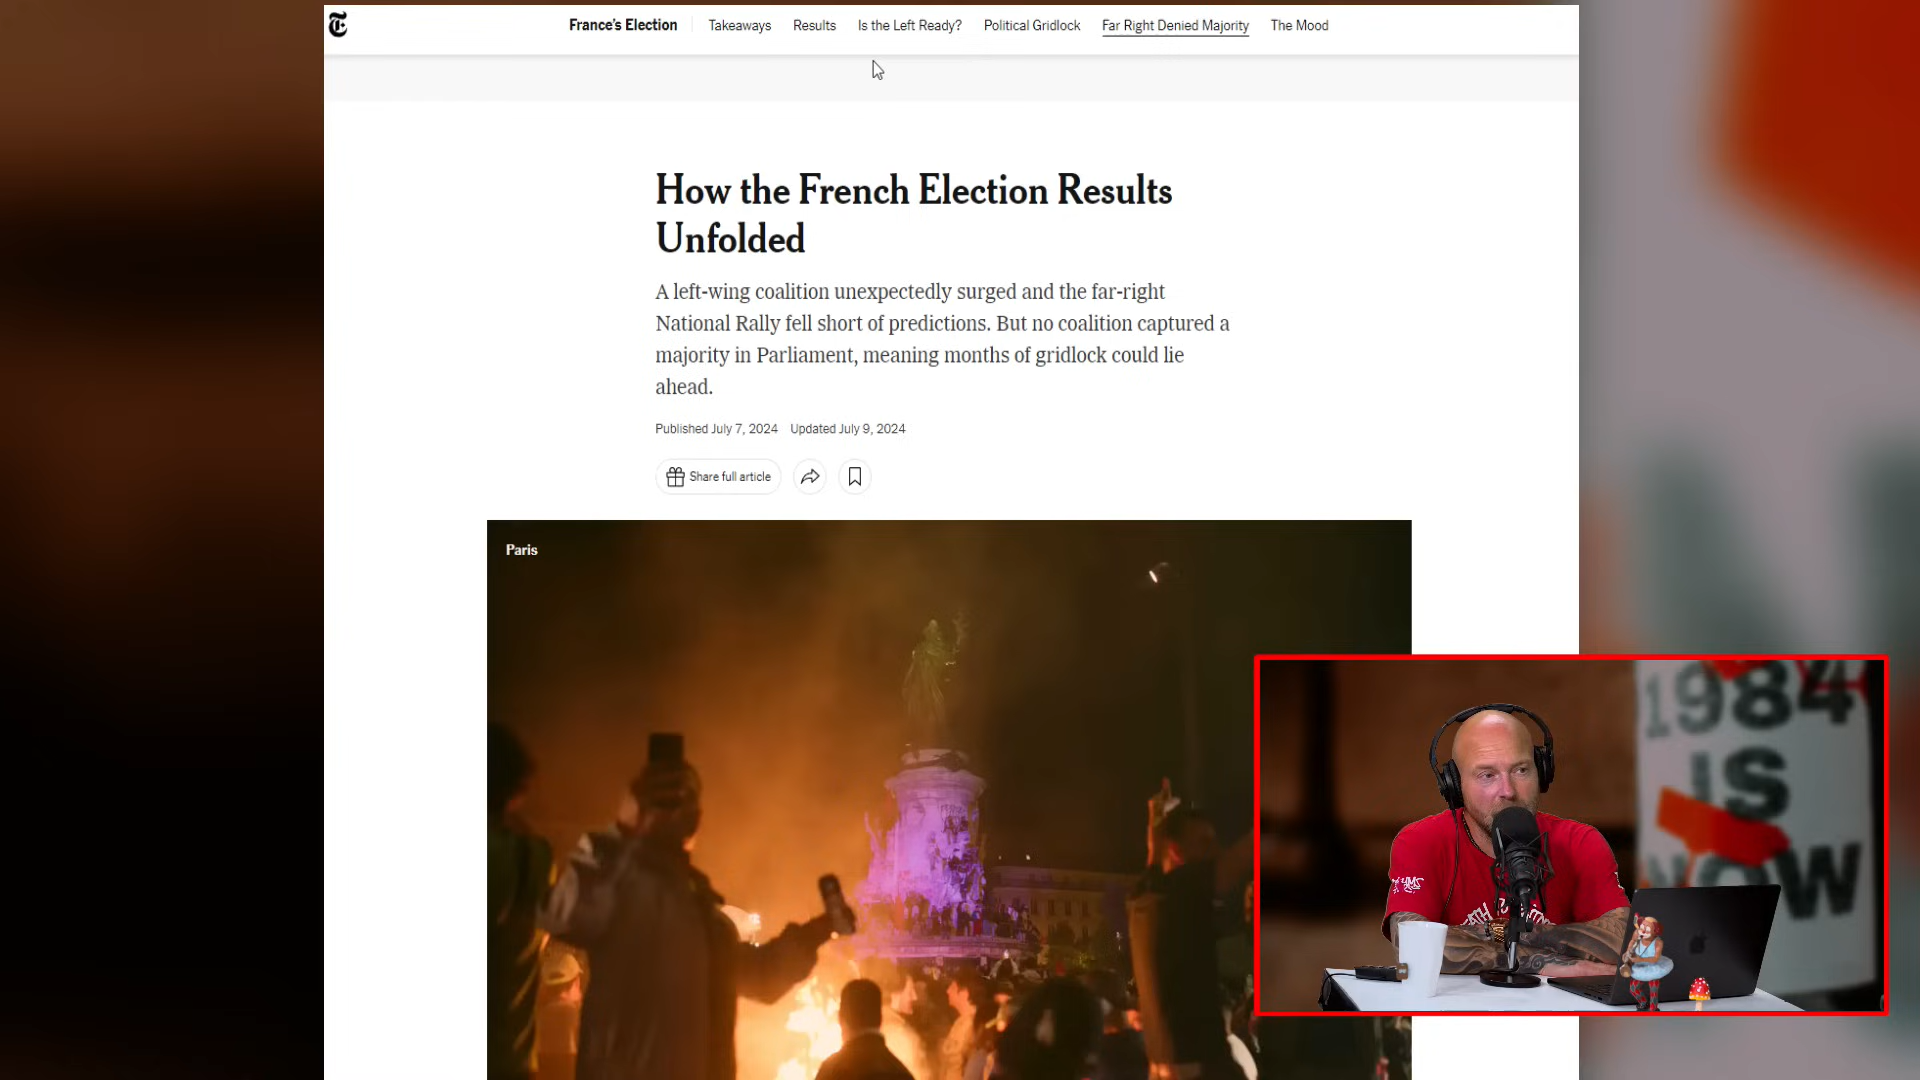 France's Election
Takeaways
Results
Is the Left Ready?
Political Gridlock
Far Right Denied Majority
The Mood
How the French Election Results
Unfolded
A left-wing coalition unexpectedly surged and the far-right
National Rally fell short of predictions. But no coalition captured a
majority in Parliament, meaning months of gridlock could lie
ahead.
Published July 7, 2024 Updated July 9, 2024
Share full article
Paris
1984
IS
NOW